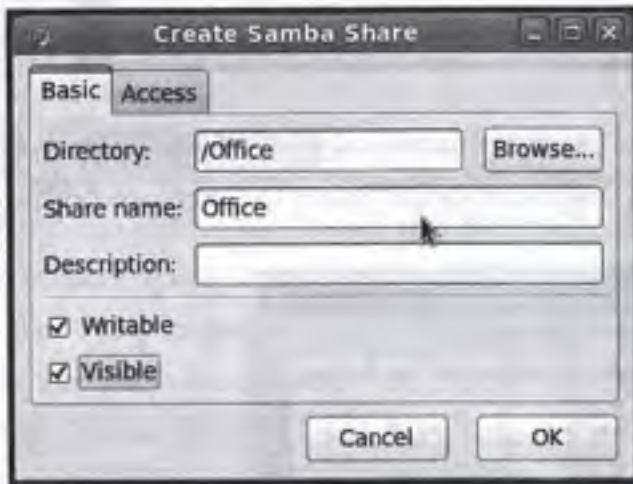 Create Samba Share
Basic Access
Directory: /Office Browse...
Share name: Office
Description:
Writable
Visible
Cancel OK